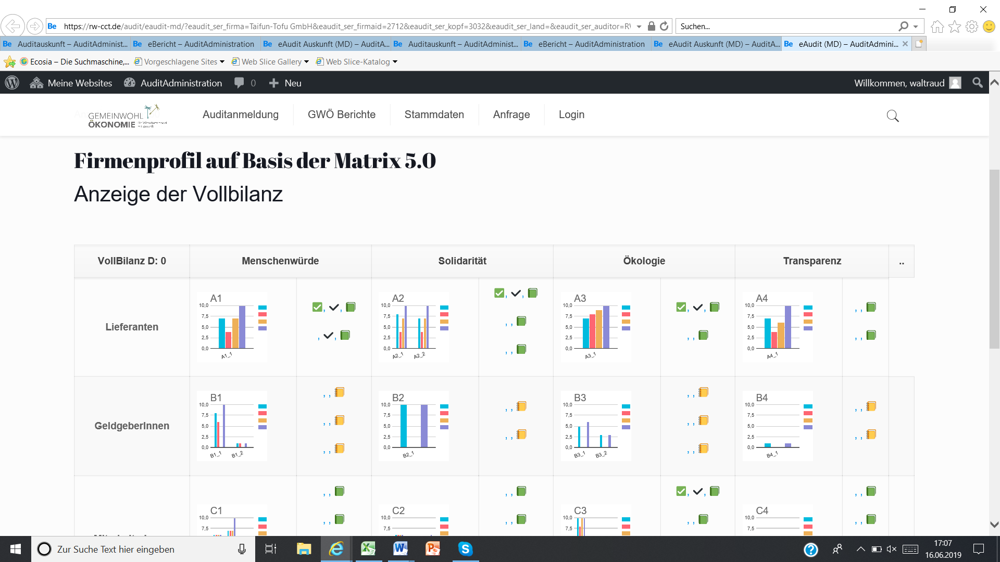 https://rw-cct.de/audit/eaudit-md/?eaudit_ser_firma=Taifun-Tofu GmbH&eaudit_ser_firmaid=2712&eaudit_ser_kopf=3032&eaudit_ser_land=&eaudit_ser_auditor=RW
Suchen...
Be Auditauskunft – AuditAdminist... Be eBericht – AuditAdministration Be eAudit Auskunft (MD) – AuditA... Be Auditauskunft – AuditAdminist... Be eBericht – AuditAdministration Be eAudit Auskunft (MD) – AuditA... Be eAudit (MD) – AuditAdmini...
Ecosia – Die Suchmaschine,... Vorgeschlagene Sites Web Slice Gallery Web Slice-Katalog
Meine Websites AuditAdministration 0 Neu Willkommen, waltraud
GEMEINWOHL
ÖKONOMIE
Auditanmeldung GWÖ Berichte Stammdaten Anfrage Login
Firmenprofil auf Basis der Matrix 5.0
Anzeige der Vollbilanz
VollBilanz D: 0 Menschenwürde Solidarität Ökologie Transparenz ..
Lieferanten
A1
10,0
7,5
5,0
2,5
0,0
A1_1
A2
10,0
7,5
5,0
2,5
0,0
A2_1 A2_2
A3
10,0
7,5
5,0
2,5
0,0
A3_1
A4
10,0
7,5
5,0
2,5
0,0
A4_1
GeldgeberInnen
B1
10,0
7,5
5,0
2,5
0,0
B1_1 B1_2
B2
10,0
7,5
5,0
2,5
0,0
B2_1
B3
10,0
7,5
5,0
2,5
0,0
B3_1 B3_2
B4
10,0
7,5
5,0
2,5
0,0
B4_1
C1
10,0
7,5
C2
10,0
7,5
C3
10,0
7,5
C4
10,0
7,5
Zur Suche Text hier eingeben
17:07
16.06.2019